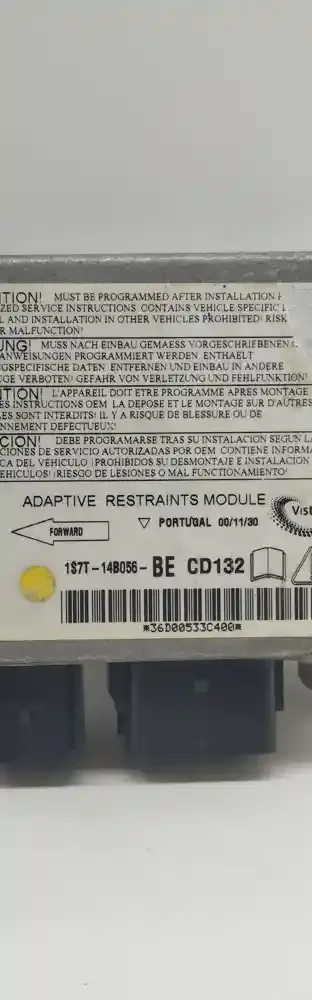 TION! MUST BE PROGRAMMED AFTER INSTALLATION
ZED SERVICE INSTRUCTIONS CONTAINS VEHICLE SPECIFIC
AND INSTALLATION IN OTHER VEHICLES PROHIBITED! RISK
R MALFUNCTION!
UNG! MUSS NACH EINBAU GEMAESS VORGESCHRIEBENEN
ANWEISUNGEN PROGRAMMIERT WERDEN. ENTHAELT
GSPECIFISCHE DATEN. ENTFERNEN UND EINBAU IN ANDERE
GE VERBOTEN! GEFAHR VON VERLETZUNG UND FEHLFUNKTION!
TION! L'APPAREIL DOIT ETRE PROGRAMME APRES MONTAGE
ES INSTRUCTIONS OEM. LA DEPOSE ET LE MONTAGE SUR D'AUTRES
LES SONT INTERDITS! IL Y A RISQUE DE BLESSURE OU DE
NNEMENT DEFECTUEUX!
CION! DEBE PROGRAMARSE TRAS SU INSTALACION SEGUN LA
CIONES DE SERVICIO AUTORIZADAS POR OEM. CONTIENE INFORMA
CA DEL VEHICULO ¡PROHIBIDOS SU DESMONTAJE E INSTALACION
EHICULOS! ¡RIESGO DE LESIONES O MAL FUNCIONAMIENTO!
ADAPTIVE RESTRAINTS MODULE
Vist
FORWARD
PORTUGAL 00/11/30
1S7T-14B056-BE CD132
*36D00533C400*